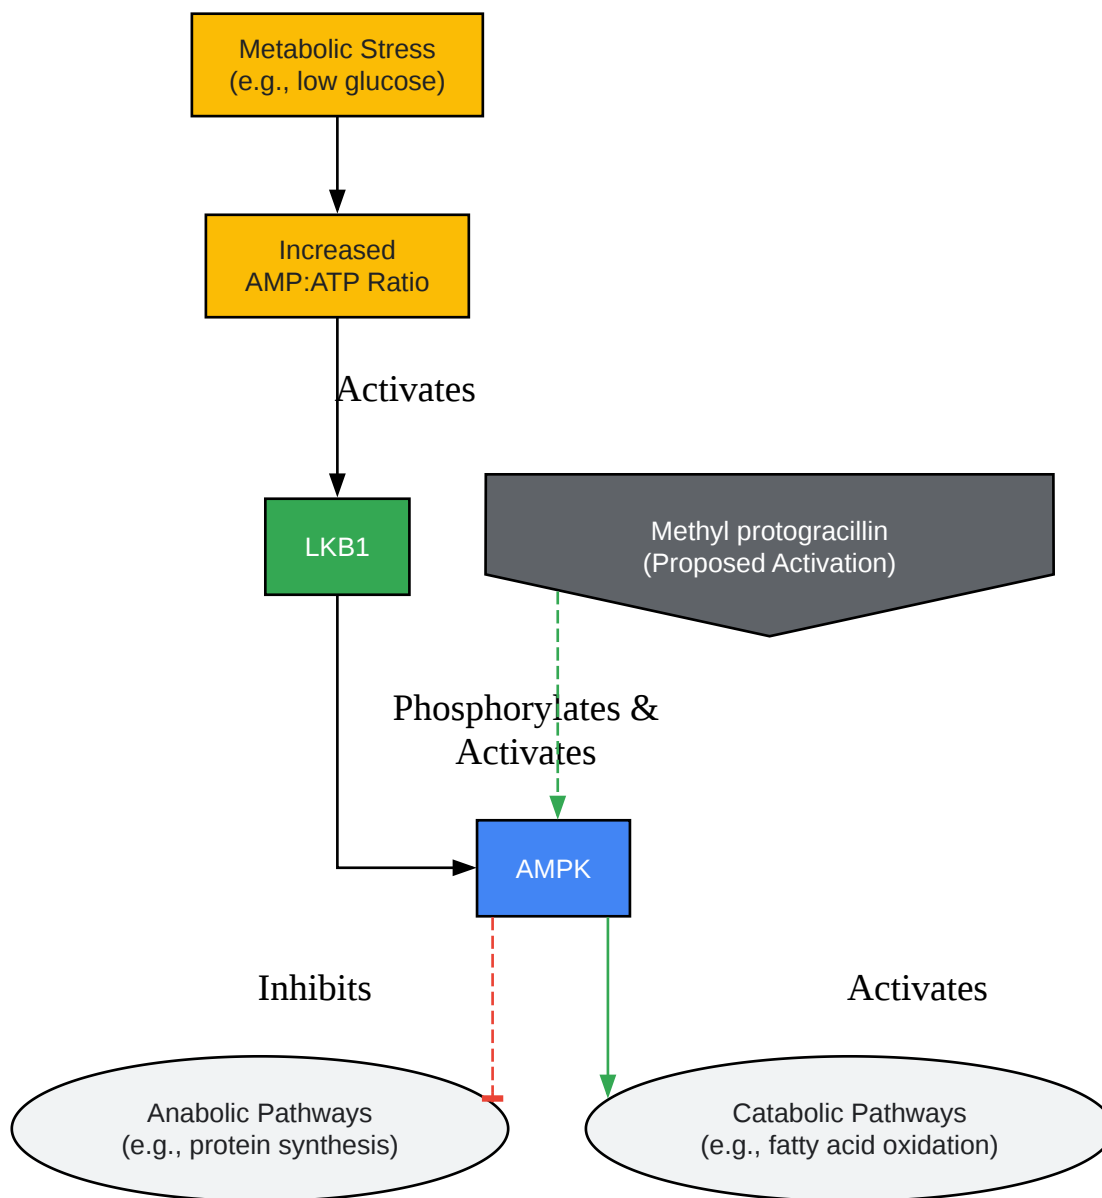 Metabolic Stress
(e.g., low glucose)
Increased
AMP:ATP Ratio
Activates
LKB1
Methyl protogracillin
(Proposed Activation)
Phosphorylates &
Activates
AMPK
Inhibits
Activates
Anabolic Pathways
(e.g., protein synthesis)
Catabolic Pathways
(e.g., fatty acid oxidation)